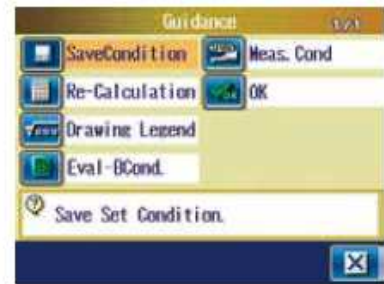 Guidance 1/1
SaveCondition
Meas. Cond
Re-Calculation
OK
Drawing Legend
Eval-BCond.
Save Set Condition.